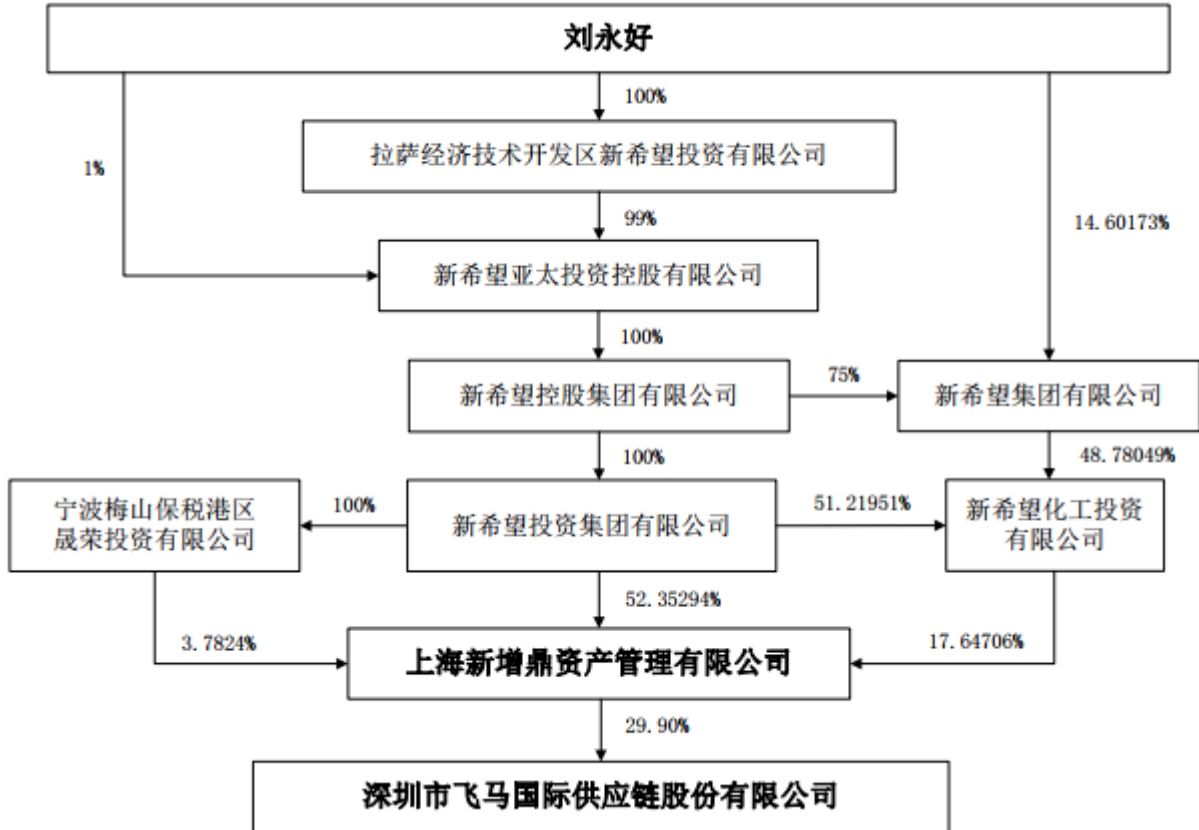 刘永好
100%
拉萨经济技术开发区新希望投资有限公司
1%
99%
14.60173%
新希望亚太投资控股有限公司
100%
新希望控股集团有限公司
75%
新希望集团有限公司
100%
48.78049%
宁波梅山保税港区
晟荣投资有限公司
100%
新希望投资集团有限公司
51.21951%
新希望化工投资
有限公司
52.35294%
3.7824%
17.64706%
上海新增鼎资产管理有限公司
29.90%
深圳市飞马国际供应链股份有限公司